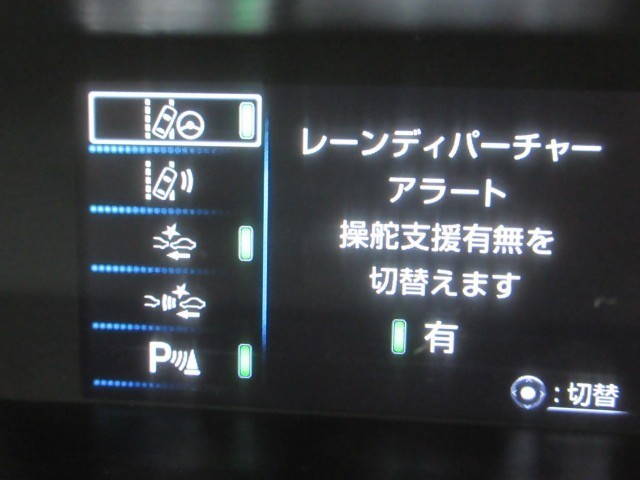 レーンディパーチャー
アラート
操舵支援有無を
切替えます
有
:切替
P